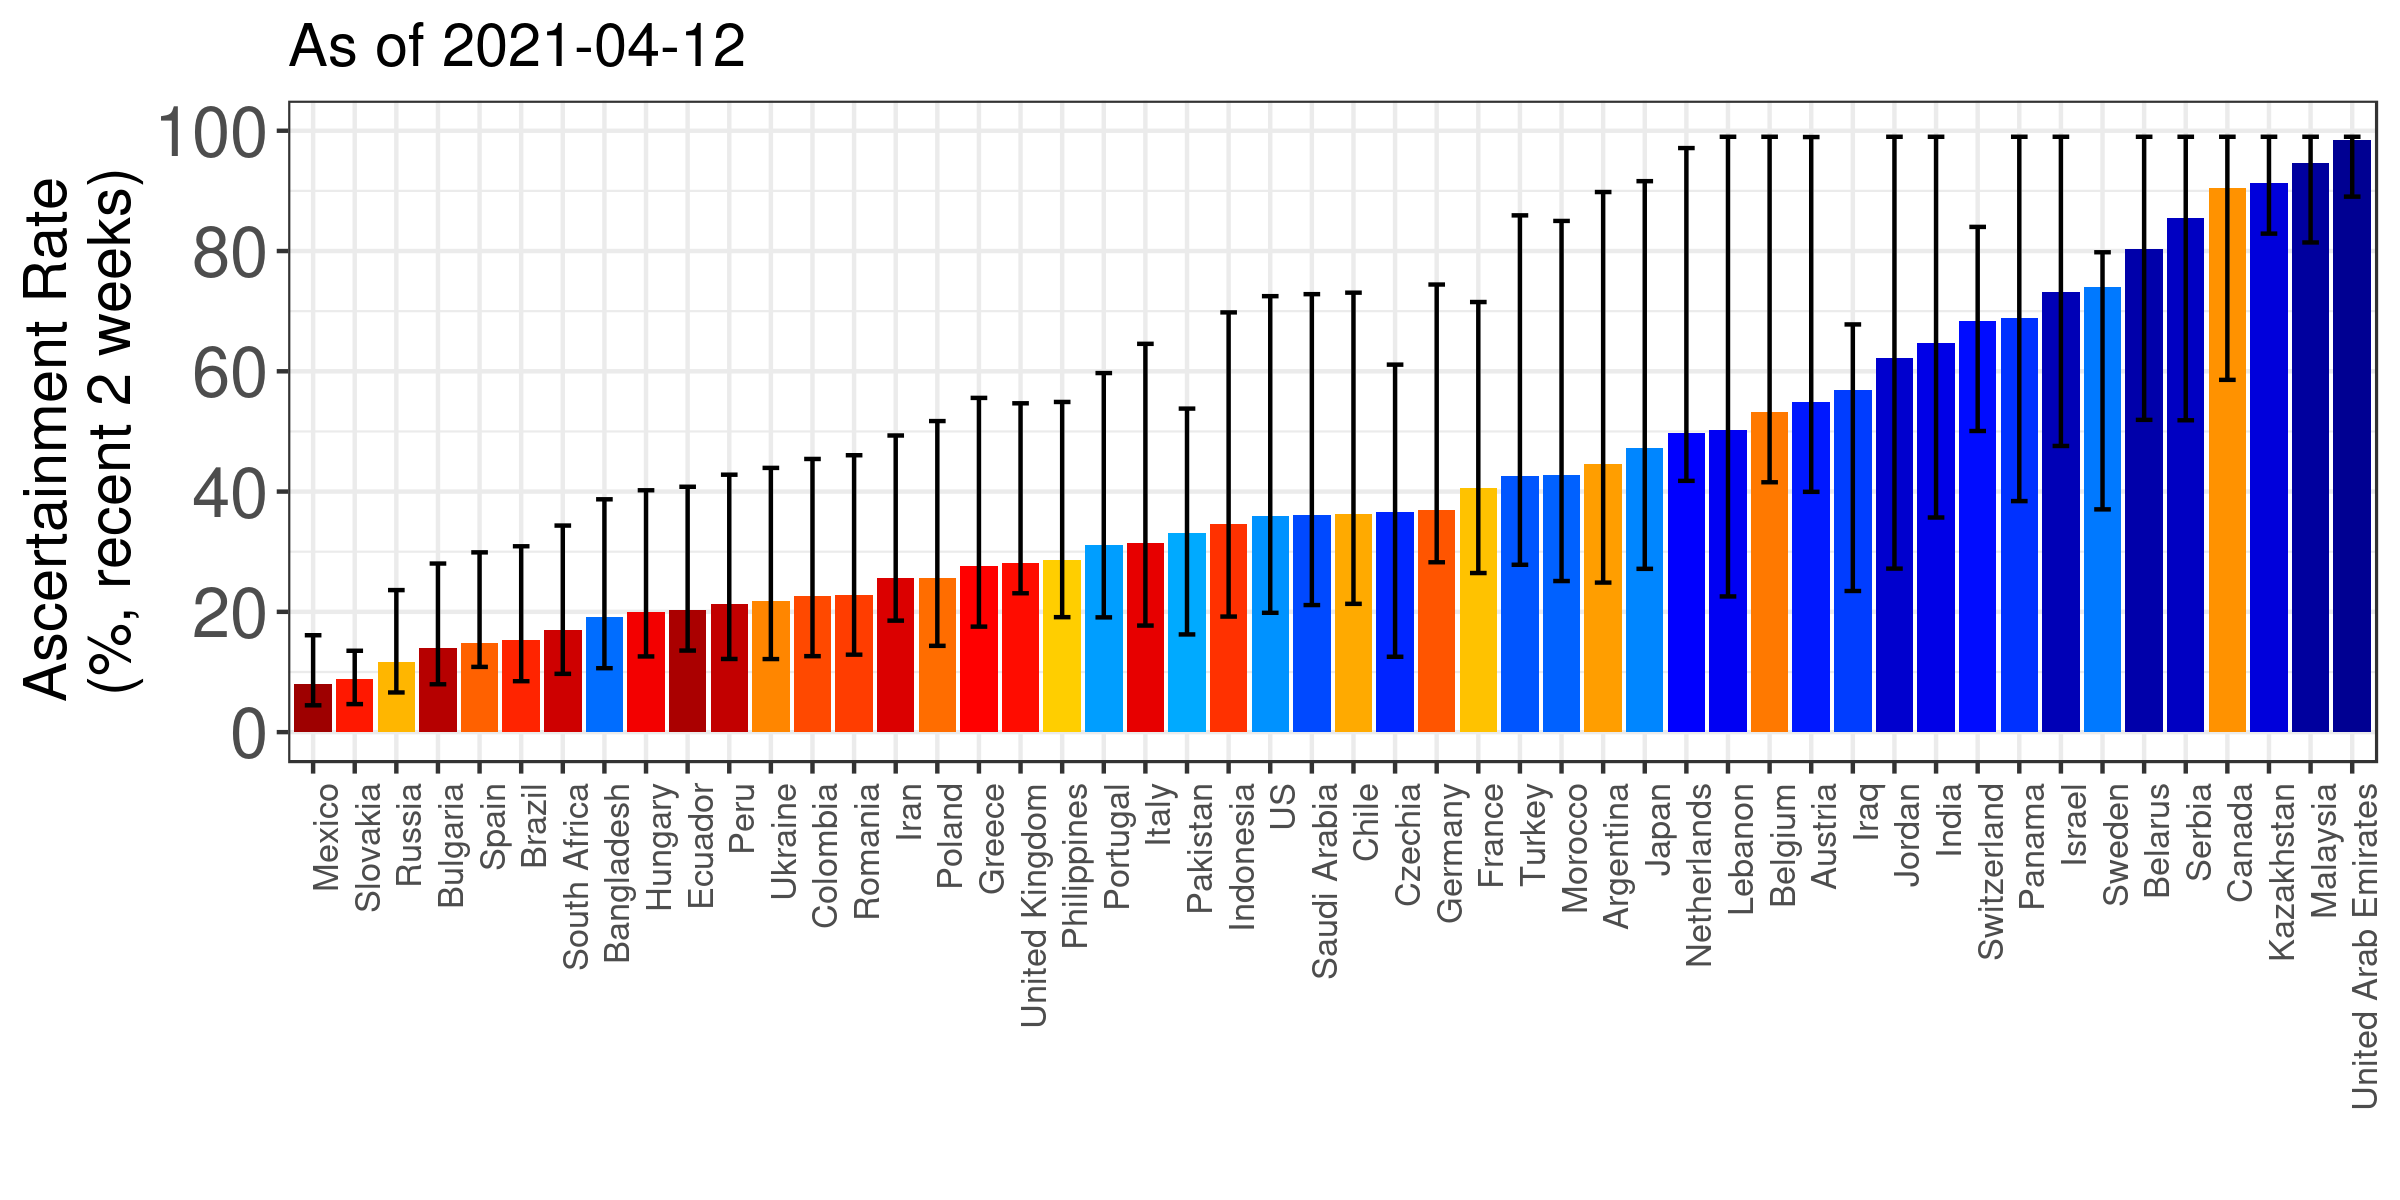 As of 2021-04-12
Ascertainment Rate
(%, recent 2 weeks)
100
80
60
40
20
0
Mexico
Slovakia
Russia
Bulgaria
Spain
Brazil
South Africa
Bangladesh
Hungary
Ecuador
Peru
Ukraine
Colombia
Romania
Iran
Poland
Greece
United Kingdom
Philippines
Portugal
Italy
Pakistan
Indonesia
US
Saudi Arabia
Chile
Czechia
Germany
France
Turkey
Morocco
Argentina
Japan
Netherlands
Lebanon
Belgium
Austria
Iraq
Jordan
India
Switzerland
Panama
Israel
Sweden
Belarus
Serbia
Canada
Kazakhstan
Malaysia
United Arab Emirates